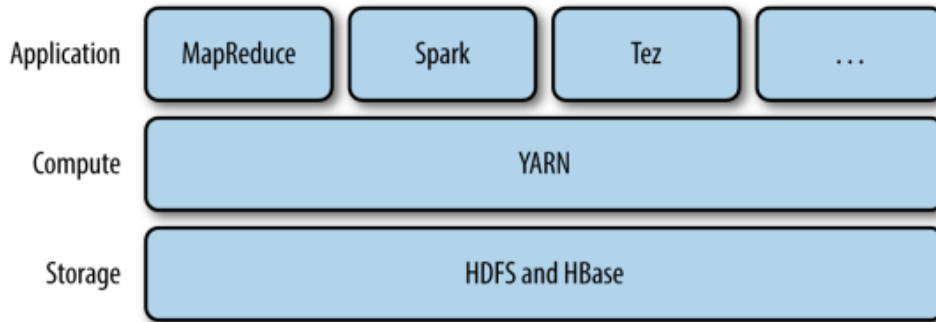 Application MapReduce Spark Tez ...
Compute YARN
Storage HDFS and HBase